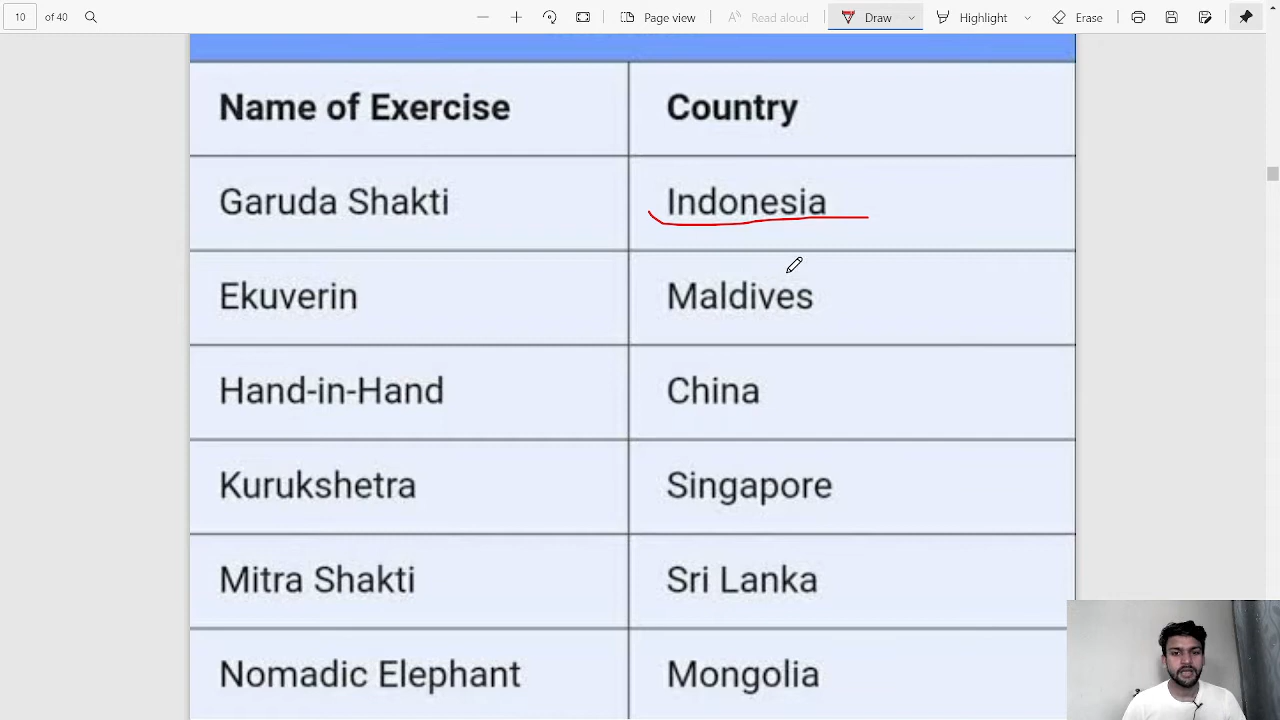 10 of 40 Page view Read aloud Draw Highlight Erase
Name of Exercise Country
Garuda Shakti Indonesia
Ekuverin Maldives
Hand-in-Hand China
Kurukshetra Singapore
Mitra Shakti Sri Lanka
Nomadic Elephant Mongolia